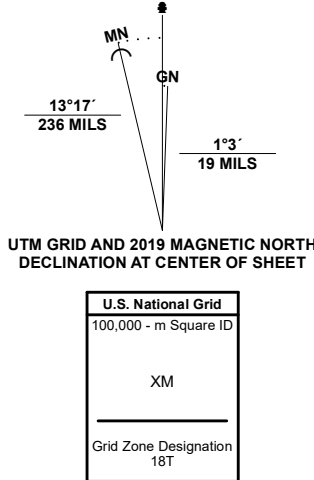 MN
GN
13°17´
236 MILS
1°3´
19 MILS
UTM GRID AND 2019 MAGNETIC NORTH
DECLINATION AT CENTER OF SHEET
U.S. National Grid
100,000 - m Square ID
XM
Grid Zone Designation
18T